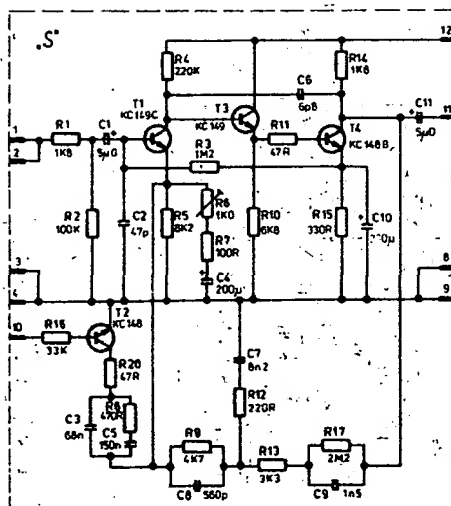 „S"
R4
220K
R14
1K8
12
C6
6p8
T1
KC149C
T3
KC149
T4
KC148B
C11
5μ0
11
1
2
R1
1K8
C1
5μ0
R11
47R
R3
1M2
R6
1K0
R2
100K
C2
47p
R5
8K2
R7
100R
R10
6K8
R15
330R
C10
C4
200μ
3
4
8
9
10
R16
33K
T2
KC148
R20
47R
C7
8n2
R12
220R
C3
68n
R8
470R
C5
150n
R9
4K7
C8
560p
R13
3K3
R17
2M2
C9
1n5